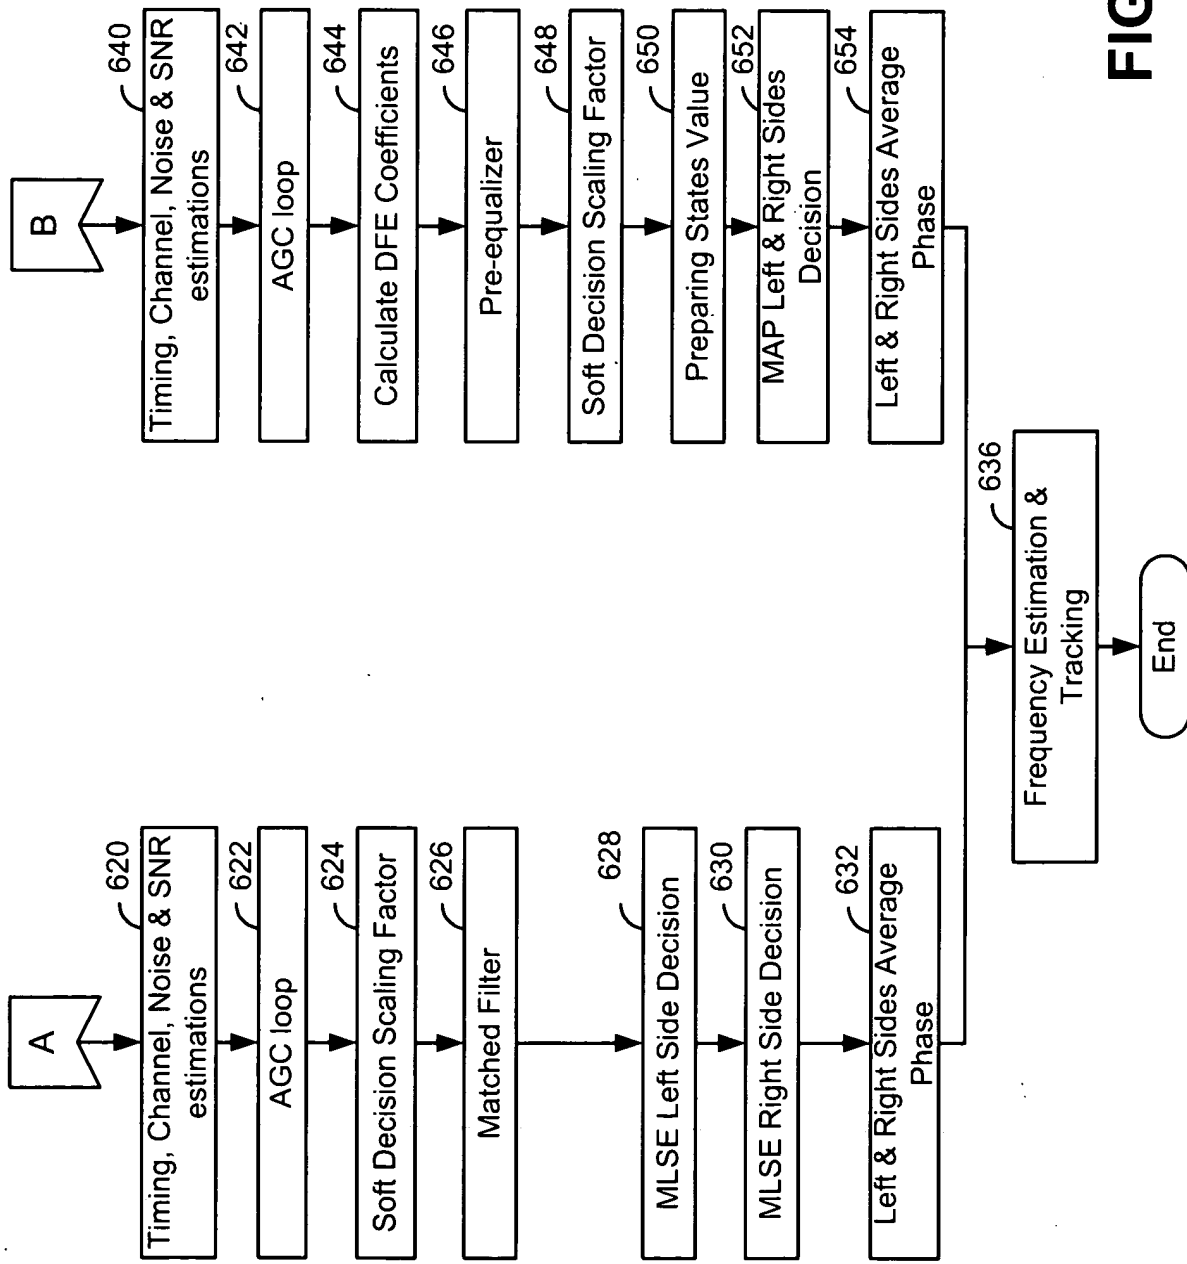 A
620
Timing, Channel, Noise & SNR
estimations
622
AGC loop
624
Soft Decision Scaling Factor
626
Matched Filter
628
MLSE Left Side Decision
630
MLSE Right Side Decision
632
Left & Right Sides Average
Phase
B
640
Timing, Channel, Noise & SNR
estimations
642
AGC loop
644
Calculate DFE Coefficients
646
Pre-equalizer
648
Soft Decision Scaling Factor
650
Preparing States Value
652
MAP Left & Right Sides
Decision
654
Left & Right Sides Average
Phase
636
Frequency Estimation &
Tracking
End
FIG